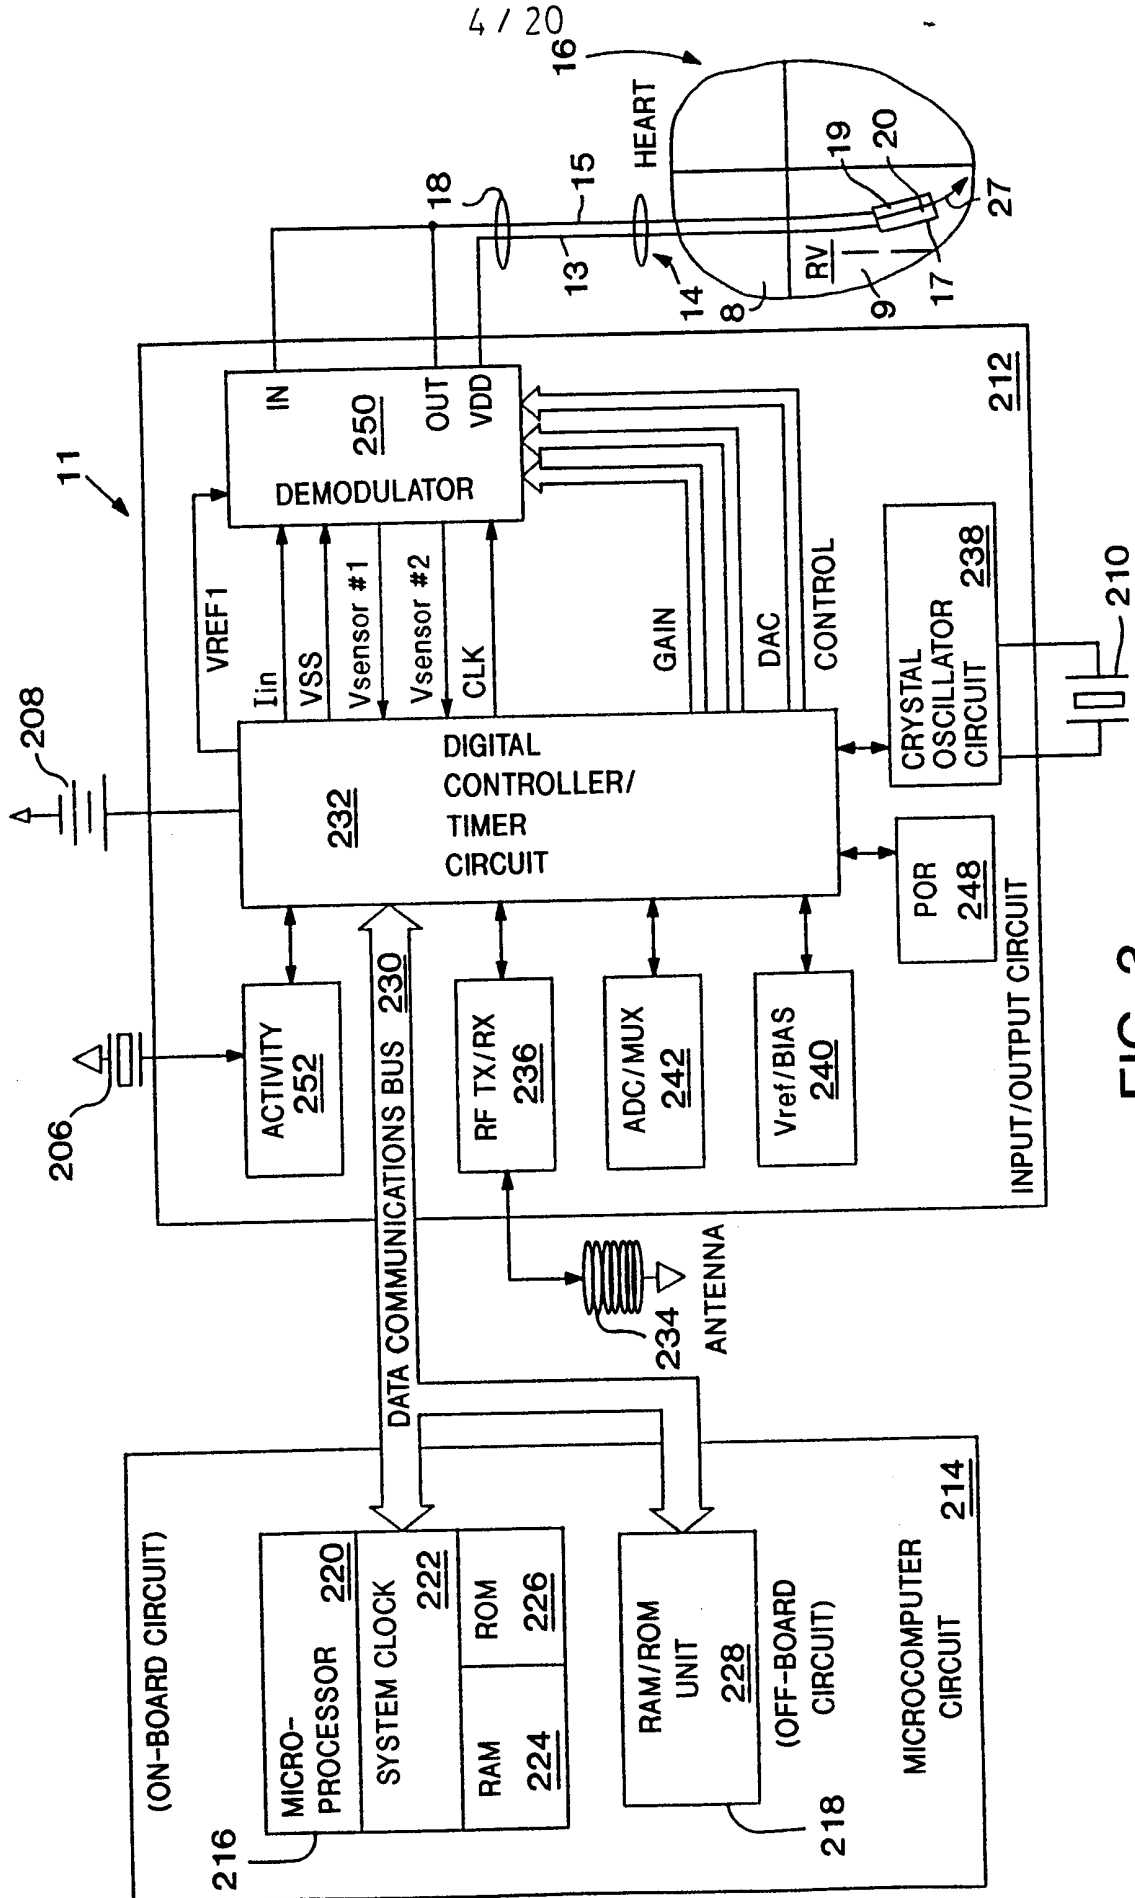 4/20
(ON-BOARD CIRCUIT)
216
MICRO-
PROCESSOR 220
SYSTEM CLOCK 222
RAM
224
ROM
226
RAM/ROM
UNIT
228
218
(OFF-BOARD
CIRCUIT)
MICROCOMPUTER
CIRCUIT
214
DATA COMMUNICATIONS BUS 230
234
ANTENNA
206
ACTIVITY
252
RF TX/RX
236
ADC/MUX
242
Vref/BIAS
240
INPUT/OUTPUT CIRCUIT
208
232
DIGITAL
CONTROLLER/
TIMER
CIRCUIT
POR
248
CRYSTAL
OSCILLATOR
CIRCUIT
238
210
11
VREF1
Iin
VSS
Vsensor #1
Vsensor #2
CLK
GAIN
DAC
CONTROL
DEMODULATOR
250
IN
OUT
VDD
212
18
13
15
14
HEART
16
8
RV
9
17
19
20
27